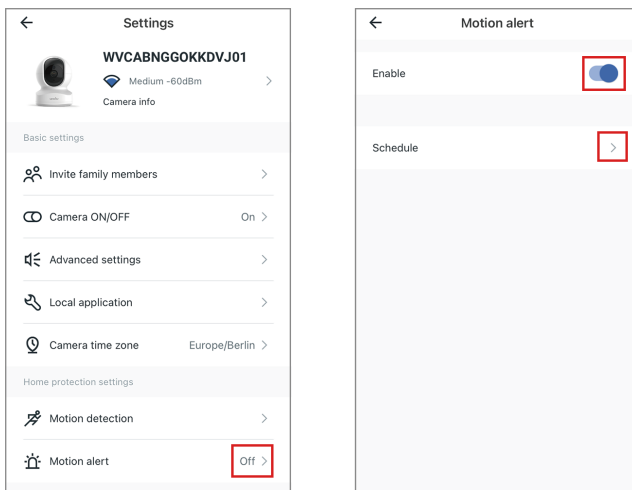 Settings
WVCABNGGOKKDVJ01
Medium -60dBm
Camera info
Basic settings
Invite family members
Camera ON/OFF On
Advanced settings
Local application
Camera time zone Europe/Berlin
Home protection settings
Motion detection
Motion alert Off
Motion alert
Enable
Schedule